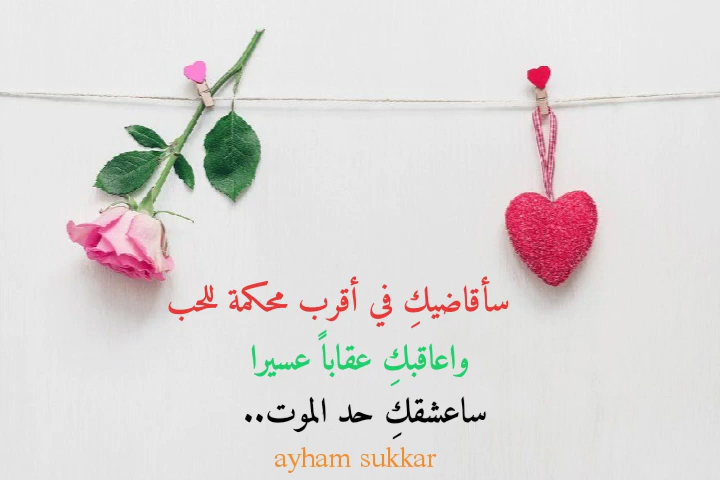 سأقاضيكِ في أقرب محكمة للحب
واعاقبكِ عقاباً عسيرا
ساعشقكِ حد الموت..
ayham sukkar